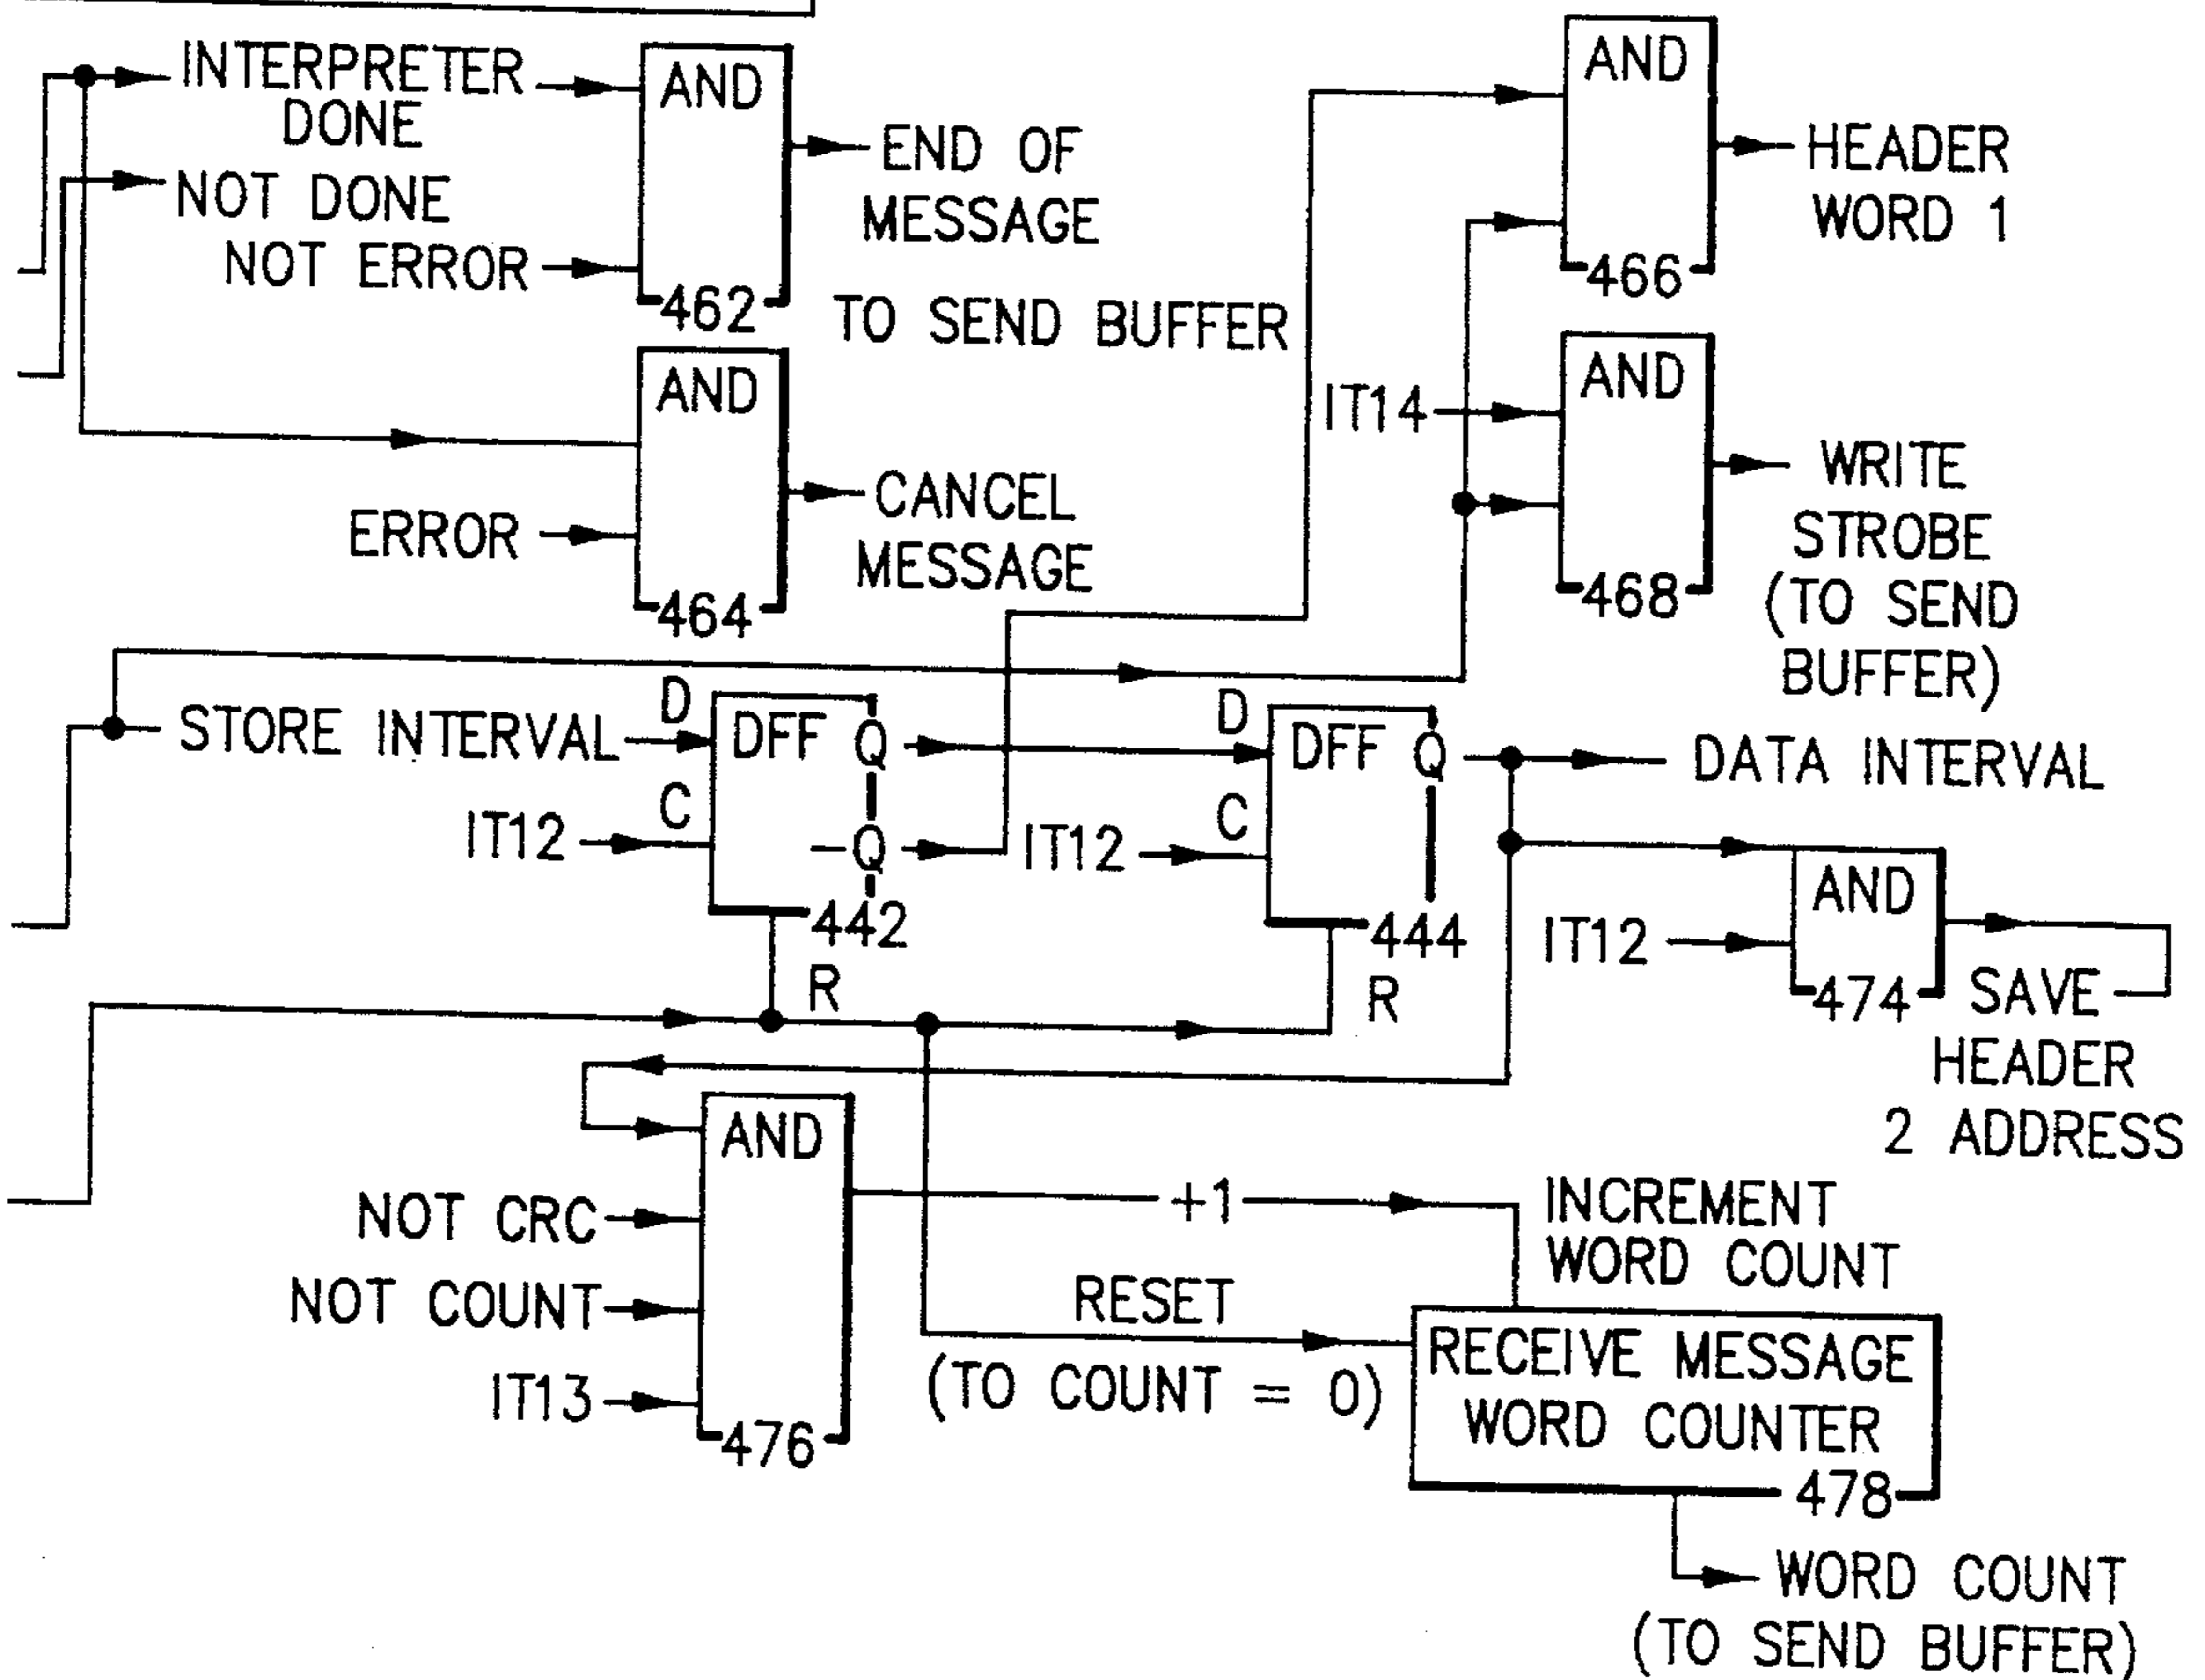 INTERPRETER
DONE
NOT DONE
NOT ERROR
AND
462
END OF
MESSAGE
TO SEND BUFFER
AND
466
HEADER
WORD 1
ERROR
AND
464
CANCEL
MESSAGE
IT14
AND
468
WRITE
STROBE
(TO SEND
BUFFER)
STORE INTERVAL
D
DFF Q
C
IT12
-Q
442
R
D
DFF Q
C
IT12
444
R
DATA INTERVAL
IT12
AND
474
SAVE
HEADER
2 ADDRESS
AND
NOT CRC
NOT COUNT
IT13
476
+1
INCREMENT
WORD COUNT
RESET
(TO COUNT = 0)
RECEIVE MESSAGE
WORD COUNTER
478
WORD COUNT
(TO SEND BUFFER)